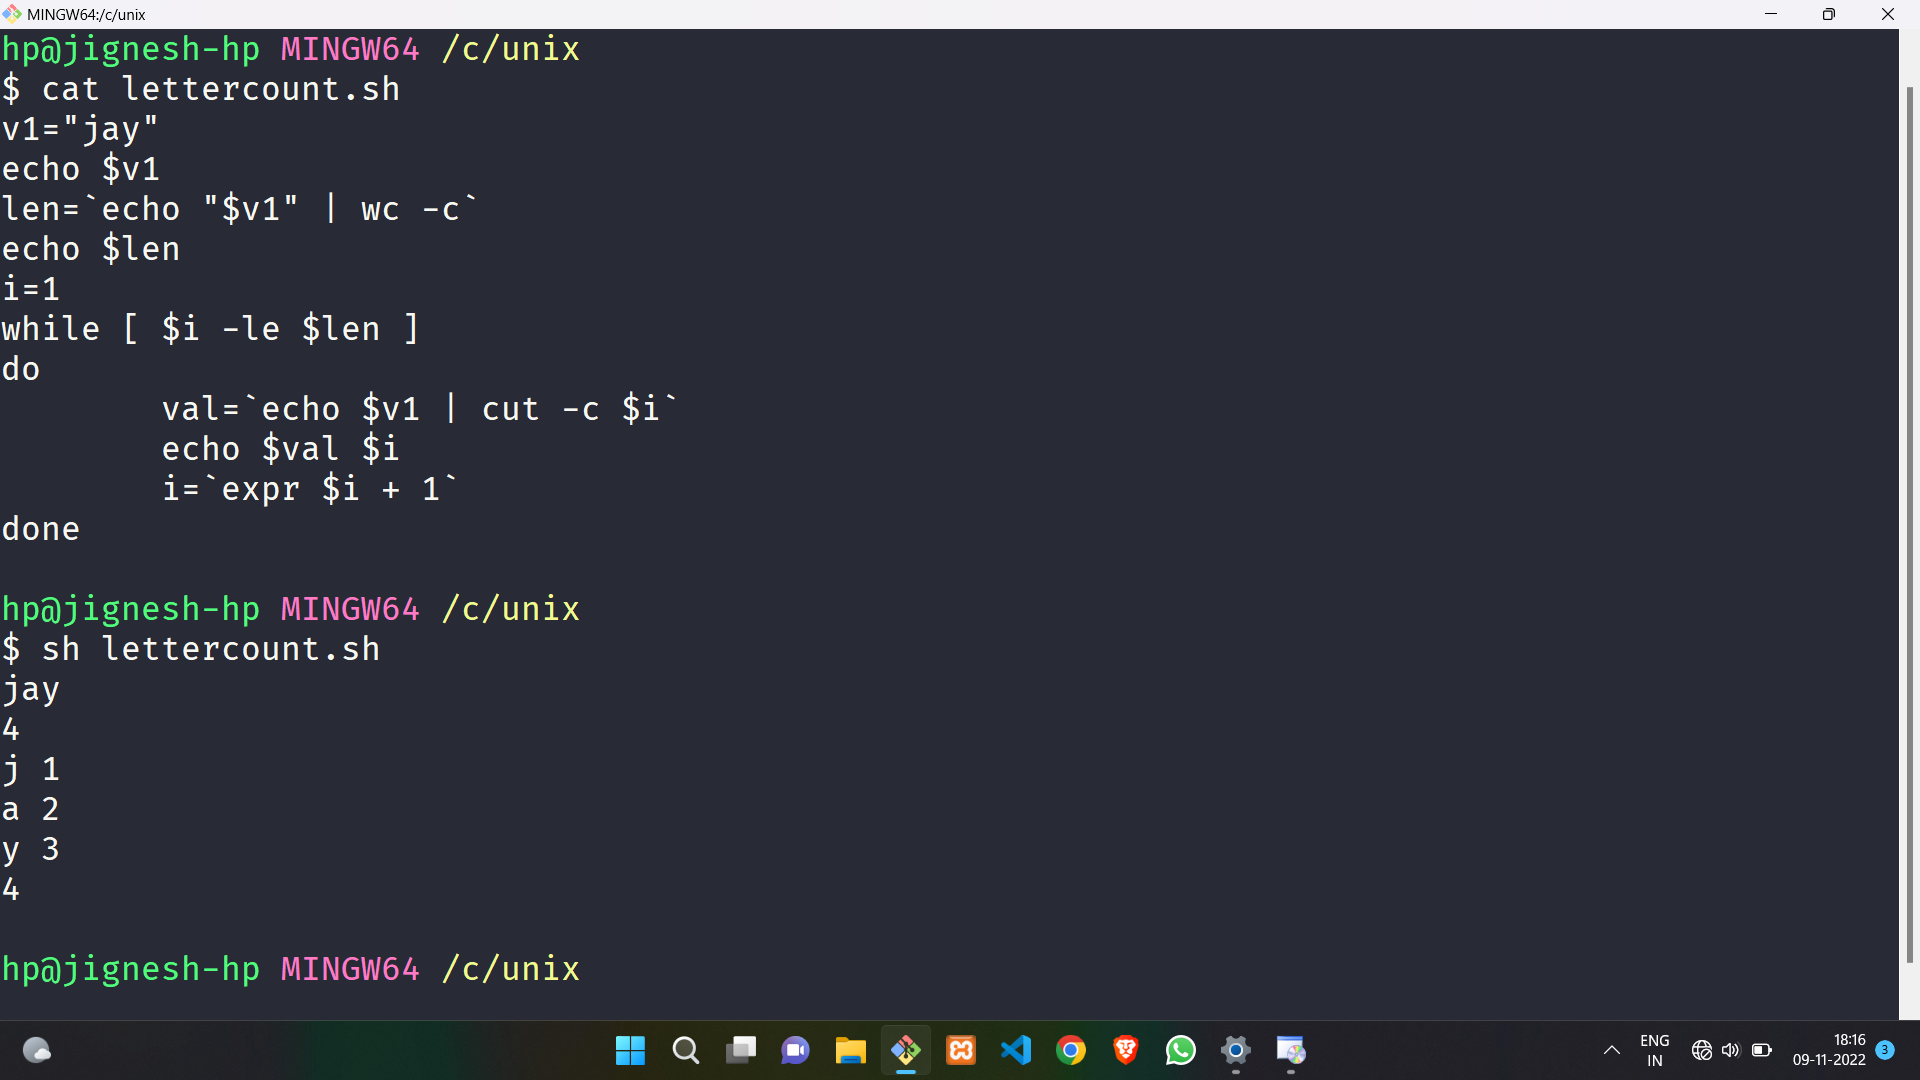 MINGW64:/c/unix
hp@jignesh-hp MINGW64 /c/unix
$ cat lettercount.sh
v1="jay"
echo $v1
len=`echo "$v1" | wc -c`
echo $len
i=1
while [ $i -le $len ]
do
        val=`echo $v1 | cut -c $i`
        echo $val $i
        i=`expr $i + 1`
done

hp@jignesh-hp MINGW64 /c/unix
$ sh lettercount.sh
jay
4
j 1
a 2
y 3
4

hp@jignesh-hp MINGW64 /c/unix
ENG
IN
18:16
09-11-2022
3